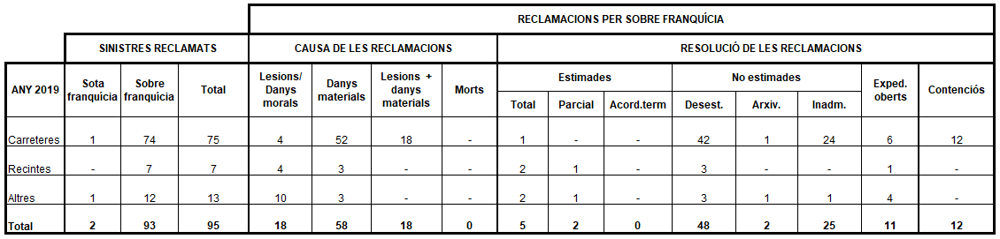 RECLAMACIONS PER SOBRE FRANQUÍCIA
SINISTRES RECLAMATS CAUSA DE LES RECLAMACIONS RESOLUCIÓ DE LES RECLAMACIONS
ANY 2019 Sota franquícia Sobre franquícia Total Lesions/ Danys morals Danys materials Lesions + danys materials Morts Estimades No estimades Exped. oberts Contenciós
Total Parcial Acord.term Desest. Arxiv. Inadm.
Carreteres 1 74 75 4 52 18 - 1 - - 42 1 24 6 12
Recintes - 7 7 4 3 - - 2 1 3 - - 1 -
Altres 1 12 13 10 3 - - 2 1 3 1 1 4 -
Total 2 93 95 18 58 18 0 5 2 0 48 2 25 11 12